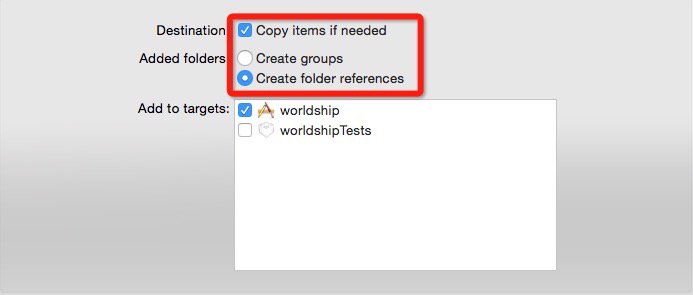 Destination: Copy items if needed
Added folders: Create groups
Create folder references
Add to targets: worldship
worldshipTests